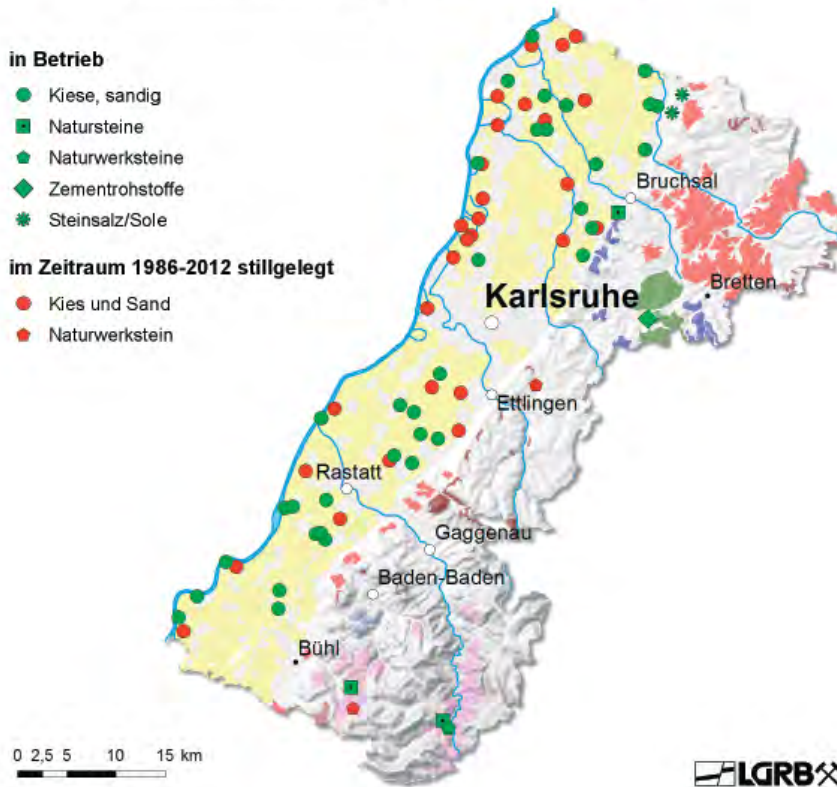 in Betrieb
Kiese, sandig
Natursteine
Naturwerksteine
Zementrohstoffe
Steinsalz/Sole
im Zeitraum 1986-2012 stillgelegt
Kies und Sand
Naturwerkstein
Bruchsal
Bretten
Karlsruhe
Ettlingen
Rastatt
Gaggenau
Baden-Baden
Bühl
0 2,5 5 10 15 km
LGRB